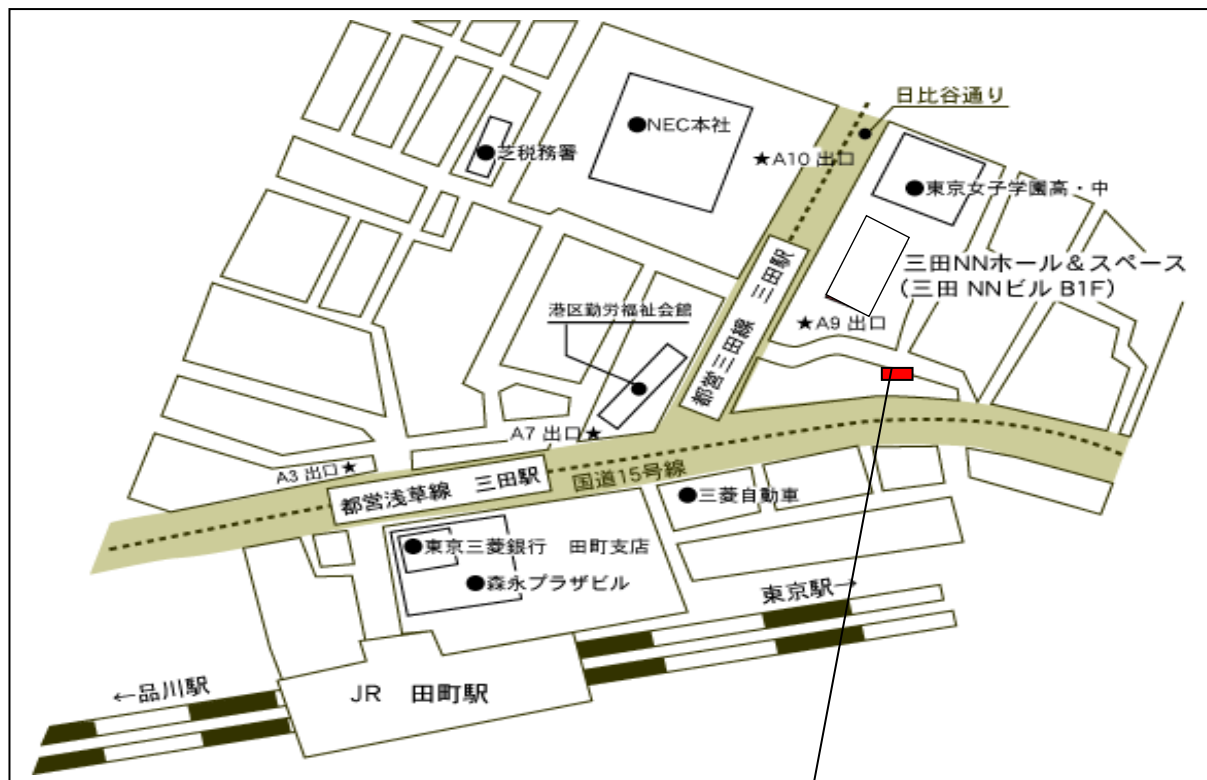 日比谷通り
●NEC本社
●芝税務署
★A10 出口
●東京女子学園高・中
三田NNホール＆スペース
（三田 NNビル B1F）
都営三田線　三田駅
港区勤労福祉会館
★A9 出口
A7 出口★
A3 出口★
都営浅草線　三田駅
国道15号線
●三菱自動車
●東京三菱銀行　田町支店
●森永プラザビル
東京駅→
←品川駅
JR　田町駅